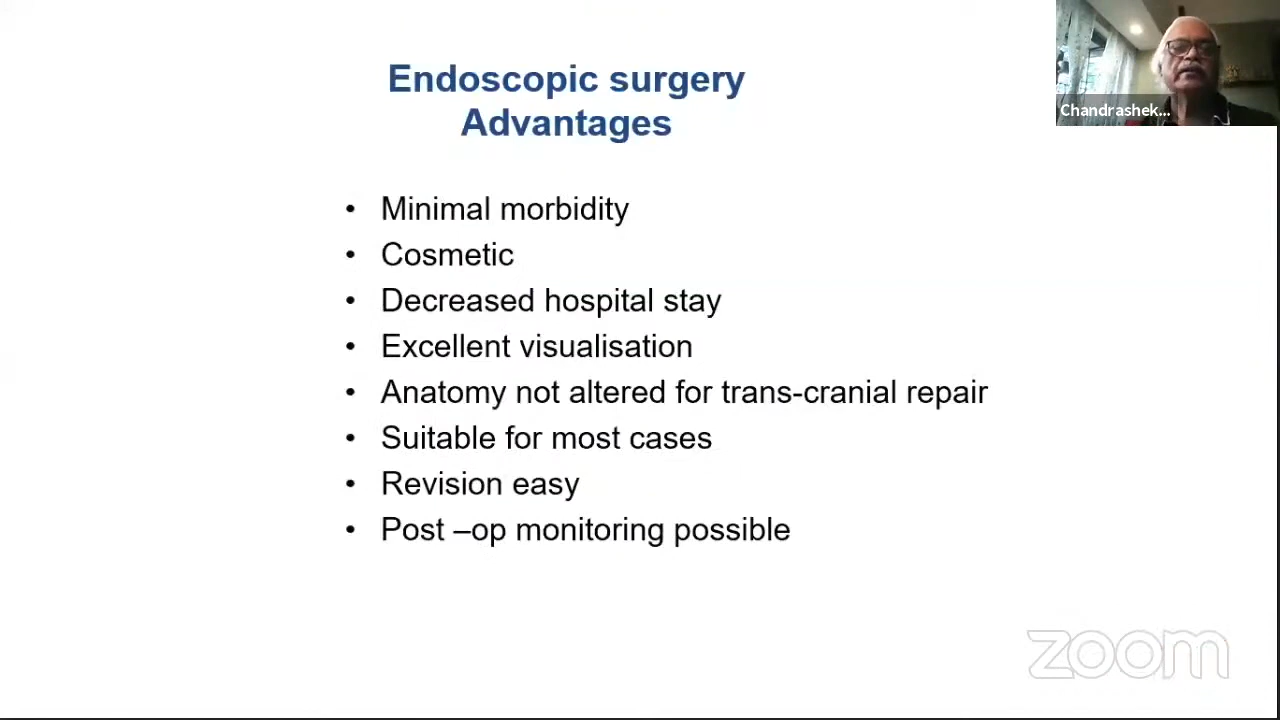 Endoscopic surgery
Advantages
Chandrashek...
• Minimal morbidity
• Cosmetic
• Decreased hospital stay
• Excellent visualisation
• Anatomy not altered for trans-cranial repair
• Suitable for most cases
• Revision easy
• Post –op monitoring possible
zoom